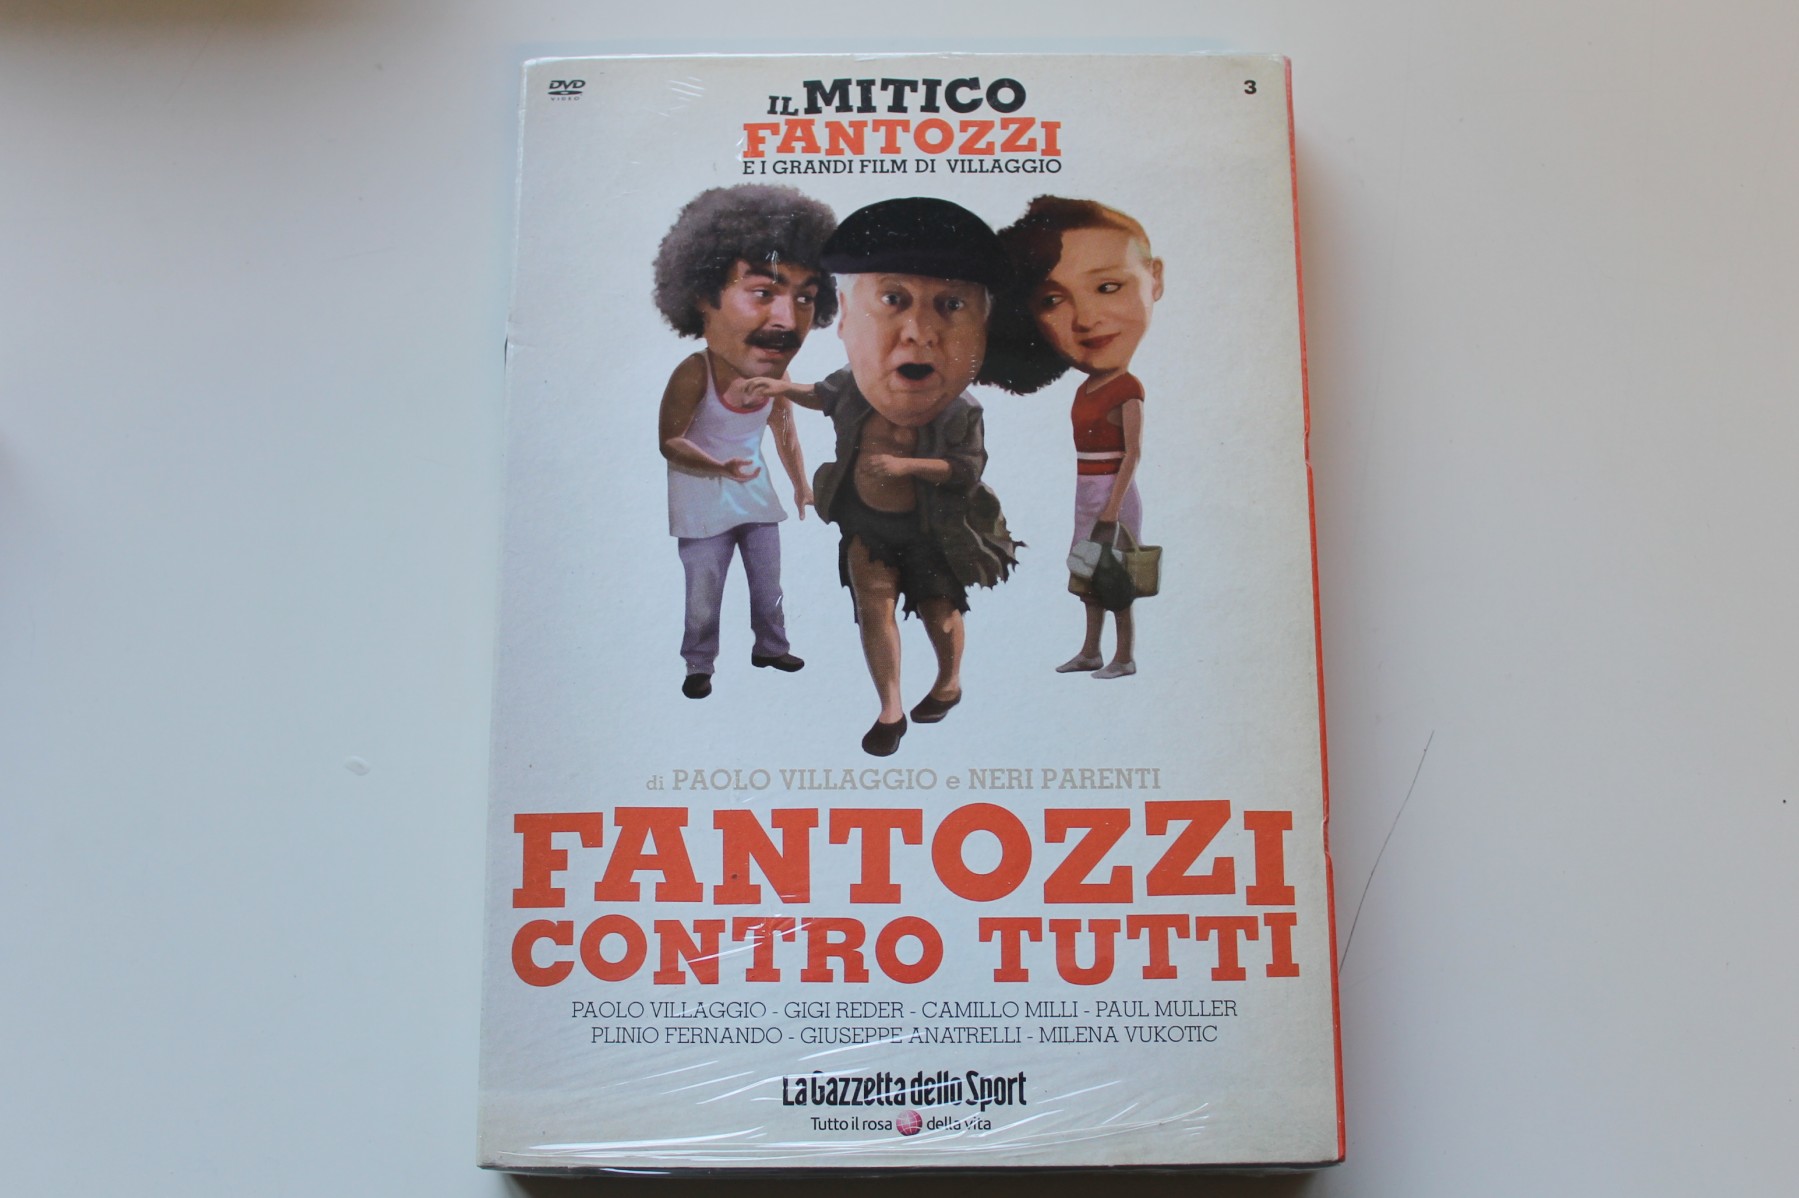 DVD
VIDEO
3
IL MITICO
FANTOZZI
E I GRANDI FILM DI VILLAGGIO
di PAOLO VILLAGGIO e NERI PARENTI
FANTOZZI
CONTRO TUTTI
PAOLO VILLAGGIO - GIGI REDER - CAMILLO MILLI - PAUL MULLER
PLINIO FERNANDO - GIUSEPPE ANATRELLI - MILENA VUKOTIC
La Gazzetta dello Sport
Tutto il rosa della vita